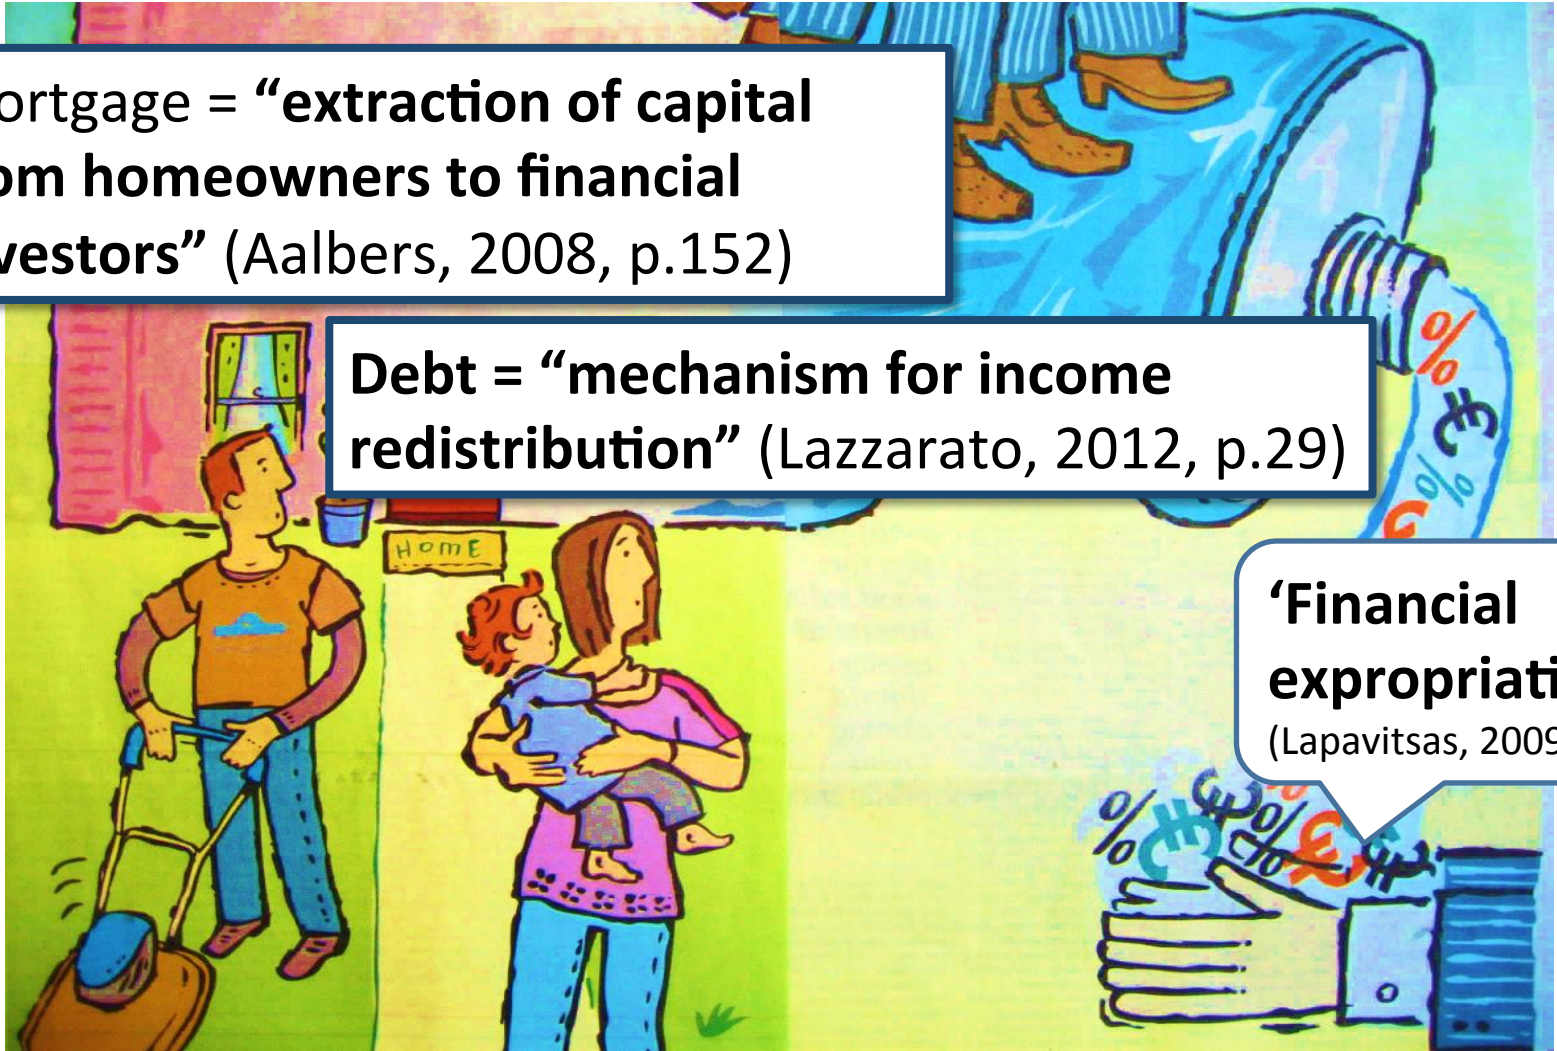 ortgage = “extraction of capital
om homeowners to financial
vestors” (Aalbers, 2008, p.152)
Debt = “mechanism for income
redistribution” (Lazzarato, 2012, p.29)
HOME
‘Financial
expropriati
(Lapavitsas, 2009
% € %
% € % €